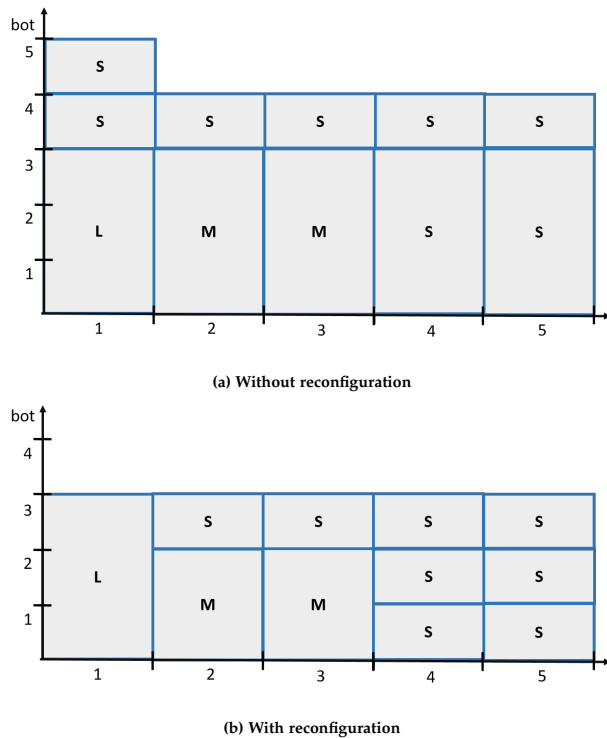 bot
5
S
4
S S S S S
3
2
L M M S S
1
1 2 3 4 5
(a) Without reconfiguration
bot
4
3
S S S S
2
L M M S S
1
S S
1 2 3 4 5
(b) With reconfiguration